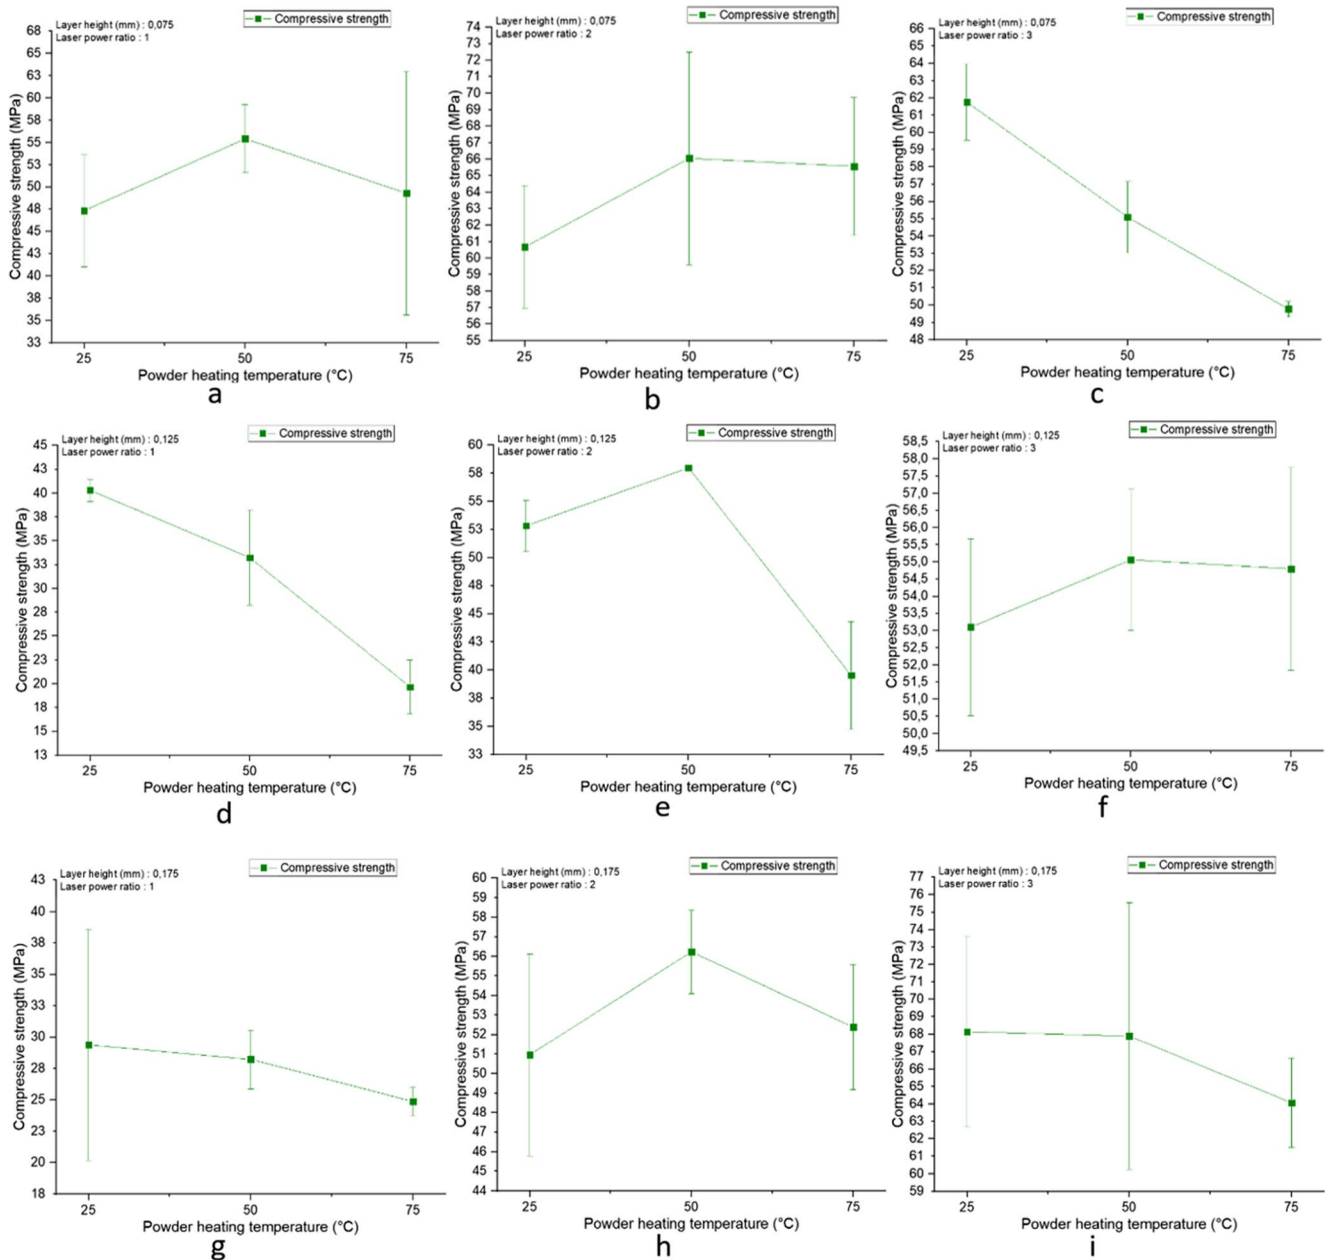 Compressive strength
Layer height (mm) : 0,075
Laser power ratio : 1
Compressive strength (MPa)
68
65
63
60
58
55
53
50
48
45
43
40
38
35
33
25 50 75
Powder heating temperature (°C)
a
Compressive strength
Layer height (mm) : 0,075
Laser power ratio : 2
Compressive strength (MPa)
74
73
72
71
70
69
68
67
66
65
64
62
61
60
59
58
57
56
55
25 50 75
Powder heating temperature (°C)
b
Compressive strength
Layer height (mm) : 0,075
Laser power ratio : 3
Compressive strength (MPa)
66
64
63
62
60
59
57
56
55
54
52
50
49
48
25 50 75
Powder heating temperature (°C)
c
Compressive strength
Layer height (mm) : 0,125
Laser power ratio : 1
Compressive strength (MPa)
45
43
40
38
35
33
30
28
25
23
20
18
15
13
25 50 75
Powder heating temperature (°C)
d
Compressive strength
Layer height (mm) : 0,125
Laser power ratio : 2
Compressive strength (MPa)
60
58
55
53
50
48
45
43
40
38
35
33
25 50 75
Powder heating temperature (°C)
e
Compressive strength
Layer height (mm) : 0,125
Laser power ratio : 3
Compressive strength (MPa)
58,5
58,0
57,5
57,0
56,5
56,0
55,5
55,0
54,5
54,0
53,5
53,0
52,5
52,0
51,5
51,0
50,5
50,0
49,5
25 50 75
Powder heating temperature (°C)
f
Compressive strength
Layer height (mm) : 0,175
Laser power ratio : 1
Compressive strength (MPa)
43
40
38
35
33
30
28
25
23
20
18
25 50 75
Powder heating temperature (°C)
g
Compressive strength
Layer height (mm) : 0,175
Laser power ratio : 2
Compressive strength (MPa)
60
59
58
57
56
55
54
53
52
51
50
49
48
47
46
45
44
25 50 75
Powder heating temperature (°C)
h
Compressive strength
Layer height (mm) : 0,175
Laser power ratio : 3
Compressive strength (MPa)
77
75
74
73
72
71
70
69
68
67
66
65
64
63
62
61
60
59
25 50 75
Powder heating temperature (°C)
i